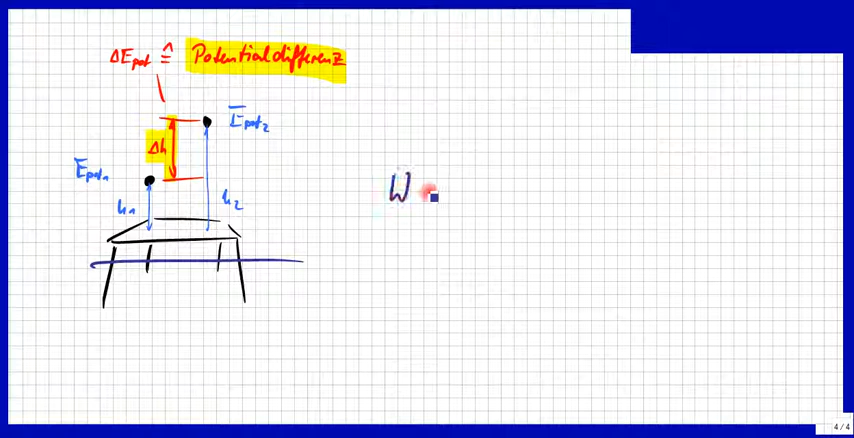 ΔEpot ≙ Potentialdifferenz
Epot2
Δh
Epot1
h1
h2
W
4 / 4